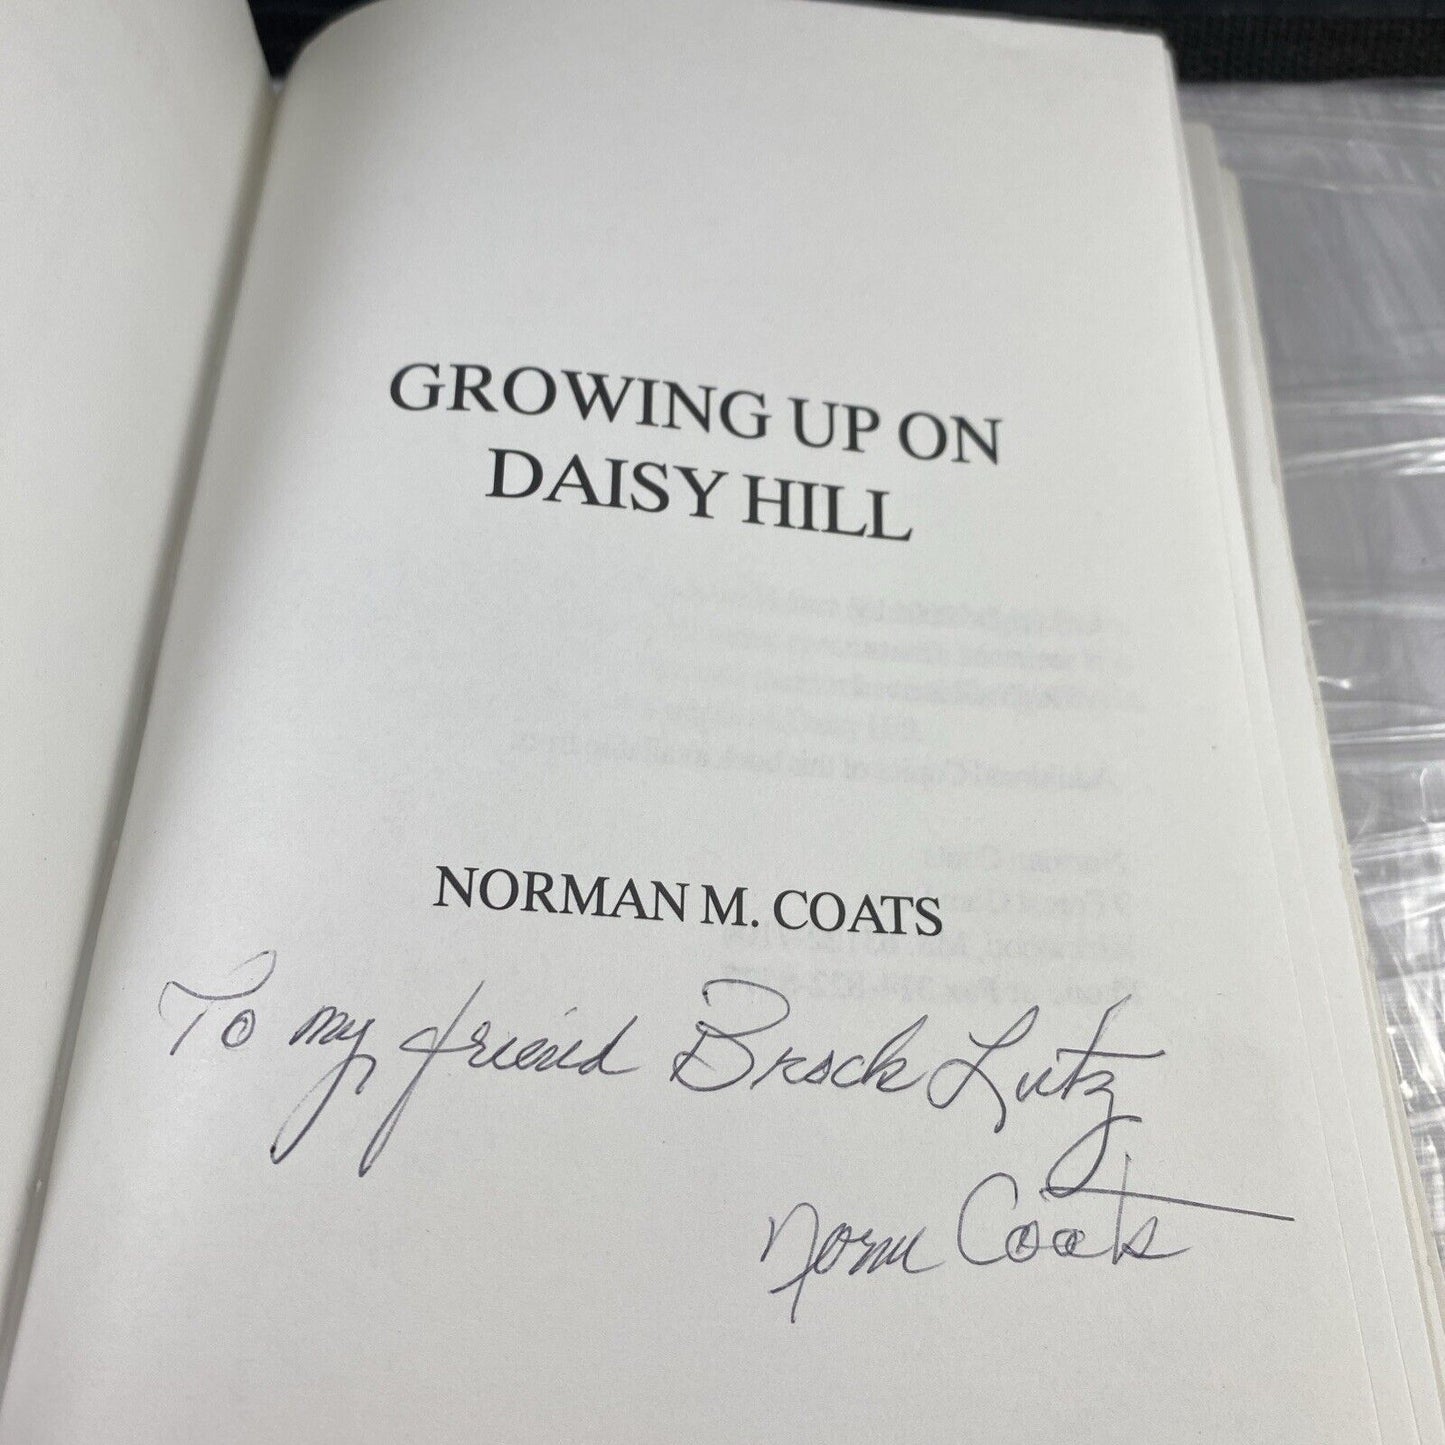 GROWING UP ON
DAISY HILL
NORMAN M. COATS
To my friend Brock Lutz
Norm Coats